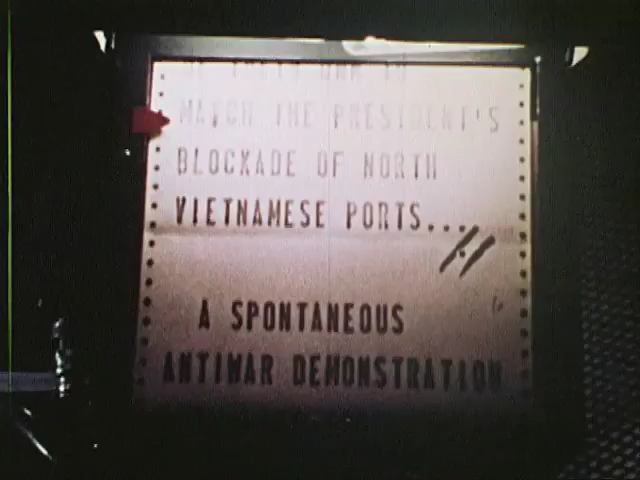 MATCH THE PRESIDENT'S
BLOCKADE OF NORTH
VIETNAMESE PORTS...
A SPONTANEOUS
ANTIWAR DEMONSTRATION